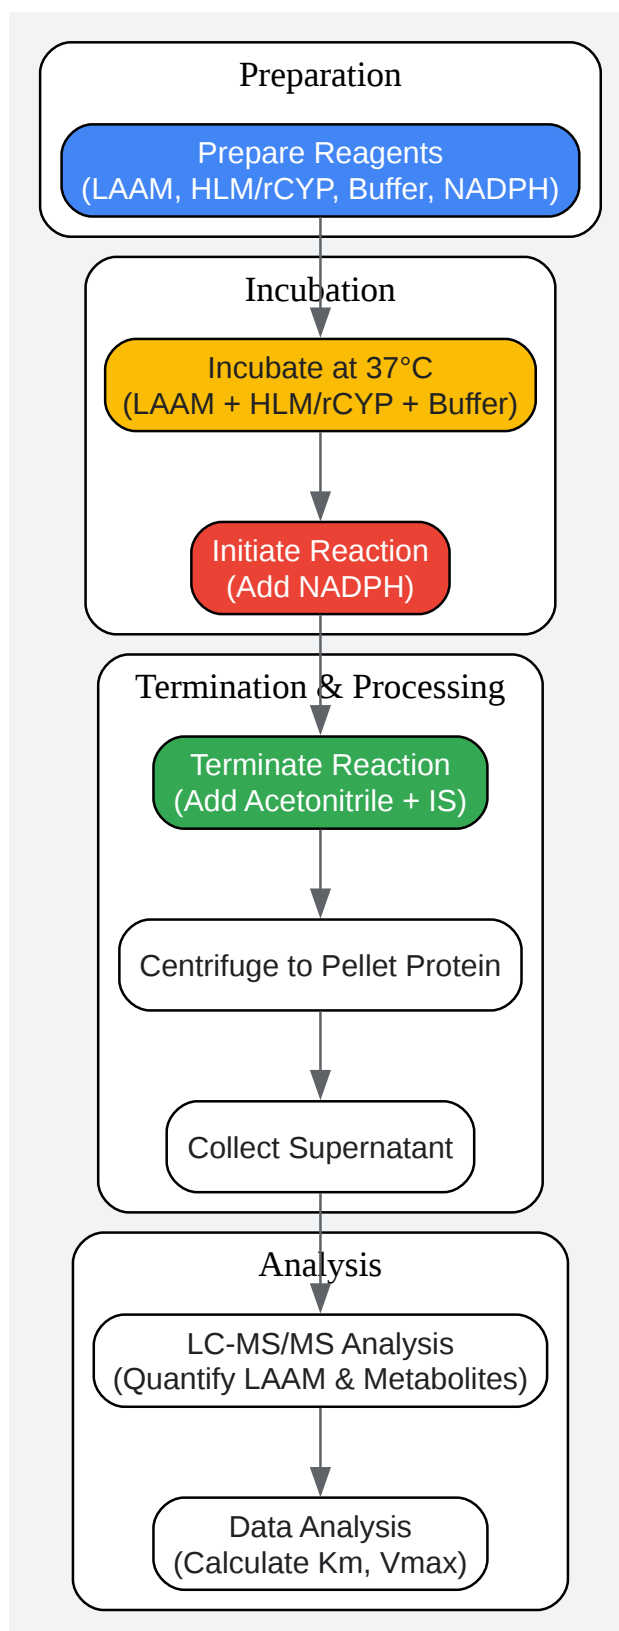 Preparation
Prepare Reagents
(LAAM, HLM/rCYP, Buffer, NADPH)
Incubation
Incubate at 37°C
(LAAM + HLM/rCYP + Buffer)
Initiate Reaction
(Add NADPH)
Termination & Processing
Terminate Reaction
(Add Acetonitrile + IS)
Centrifuge to Pellet Protein
Collect Supernatant
Analysis
LC-MS/MS Analysis
(Quantify LAAM & Metabolites)
Data Analysis
(Calculate Km, Vmax)